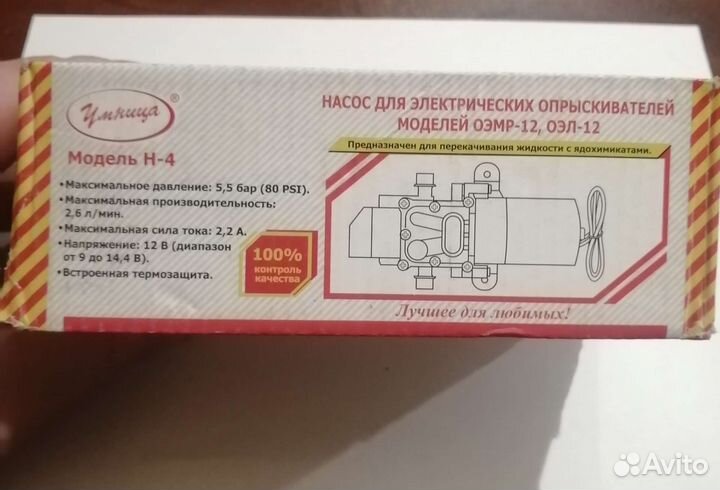 Умница®
Модель Н-4
•Максимальное давление: 5,5 бар (80 PSI).
•Максимальная производительность:
2,6 л/мин.
•Максимальная сила тока: 2,2 А.
•Напряжение: 12 В (диапазон
от 9 до 14,4 В).
•Встроенная термозащита.
100%
контроль
качества
НАСОС ДЛЯ ЭЛЕКТРИЧЕСКИХ ОПРЫСКИВАТЕЛЕЙ
МОДЕЛЕЙ ОЭМР-12, ОЭЛ-12
Предназначен для перекачивания жидкости с ядохимикатами.
Лучшее для любимых!
Avito